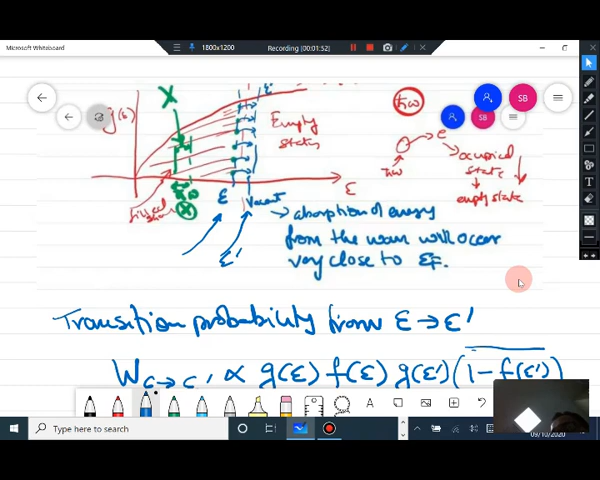 Microsoft Whiteboard
1800x1200
Recording [00:01:52]
SB
SB
g(ε)
X
ε'
Empty
states
ħω
e
ħω
occupied
state
empty state
ε
filled
ħω
X
ε
Vacant
ε'
→ absorption of energy
from the wave will occur
very close to εF.
Transition probability from ε → ε'
Wε→ε' ∝ g(ε) f(ε) g(ε') (1-f(ε'))
A
Type here to search
09/10/2020